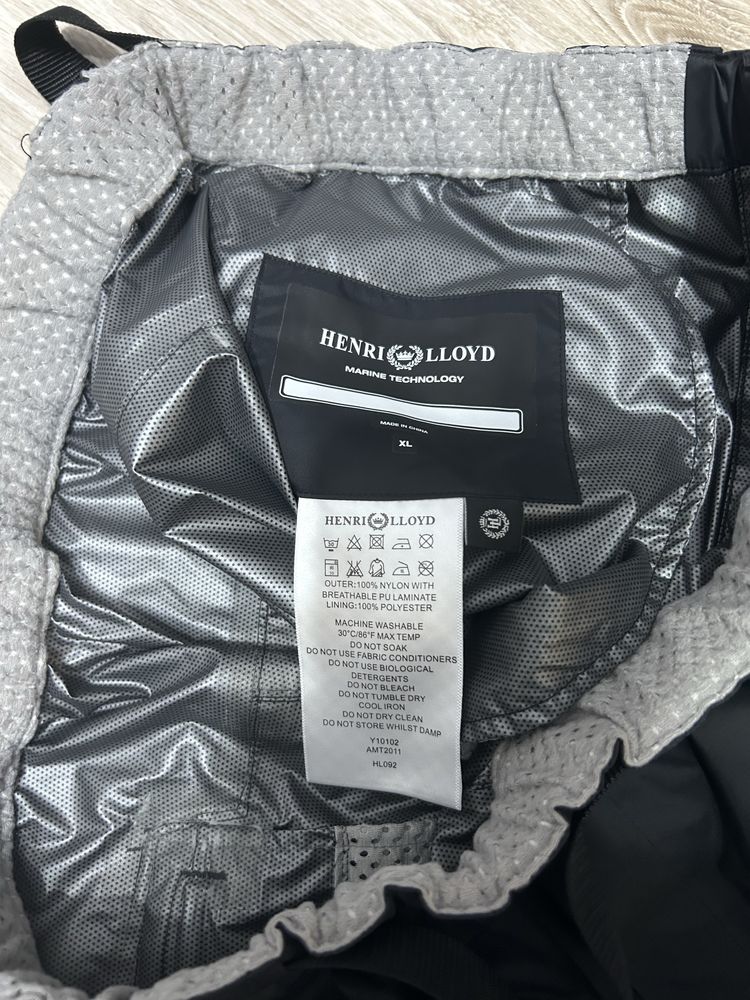 HENRI LLOYD
MARINE TECHNOLOGY
MADE IN CHINA
XL
HENRI LLOYD
OUTER:100% NYLON WITH
BREATHABLE PU LAMINATE
LINING:100% POLYESTER
MACHINE WASHABLE
30°C/86°F MAX TEMP
DO NOT SOAK
DO NOT USE FABRIC CONDITIONERS
DO NOT USE BIOLOGICAL
DETERGENTS
DO NOT BLEACH
DO NOT TUMBLE DRY
COOL IRON
DO NOT DRY CLEAN
DO NOT STORE WHILST DAMP
Y10102
AMT2011
HL092